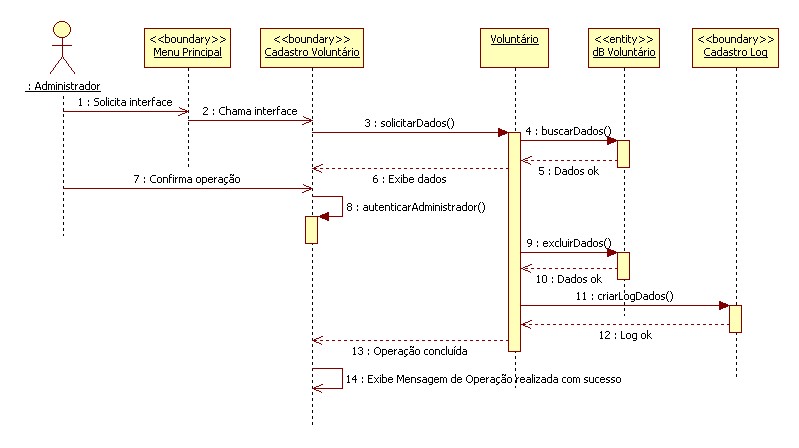 <<boundary>>
Menu Principal
<<boundary>>
Cadastro Voluntário
Voluntário
<<entity>>
dB Voluntário
<<boundary>>
Cadastro Log
: Administrador
1 : Solicita interface
2 : Chama interface
3 : solicitarDados()
4 : buscarDados()
5 : Dados ok
6 : Exibe dados
7 : Confirma operação
8 : autenticarAdministrador()
9 : excluirDados()
10 : Dados ok
11 : criarLogDados()
12 : Log ok
13 : Operação concluída
14 : Exibe Mensagem de Operação realizada com sucesso